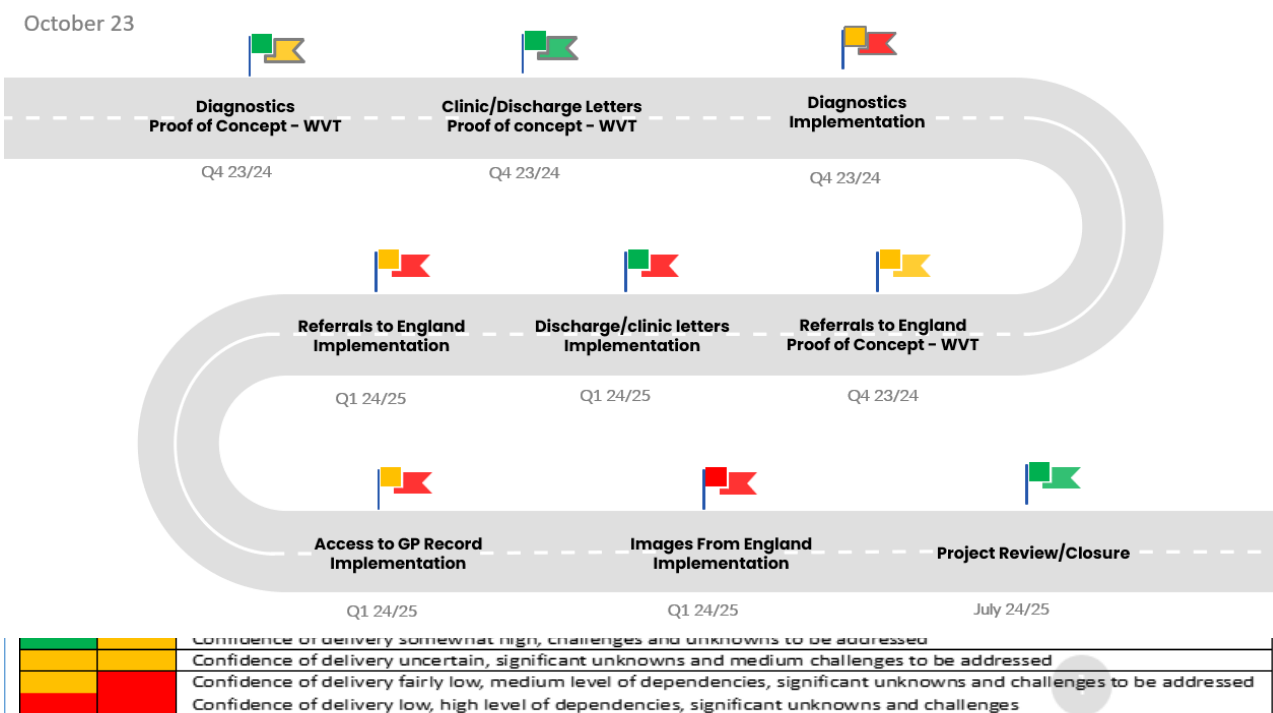 October 23
Diagnostics
Proof of Concept - WVT
Q4 23/24
Clinic/Discharge Letters
Proof of concept - WVT
Q4 23/24
Diagnostics
Implementation
Q4 23/24
Referrals to England
Implementation
Q1 24/25
Discharge/clinic letters
Implementation
Q1 24/25
Referrals to England
Proof of Concept - WVT
Q4 23/24
Access to GP Record
Implementation
Q1 24/25
Images From England
Implementation
Q1 24/25
Project Review/Closure
July 24/25
Confidence of delivery somewhat high, challenges and unknowns to be addressed
Confidence of delivery uncertain, significant unknowns and medium challenges to be addressed
Confidence of delivery fairly low, medium level of dependencies, significant unknowns and challenges to be addressed
Confidence of delivery low, high level of dependencies, significant unknowns and challenges